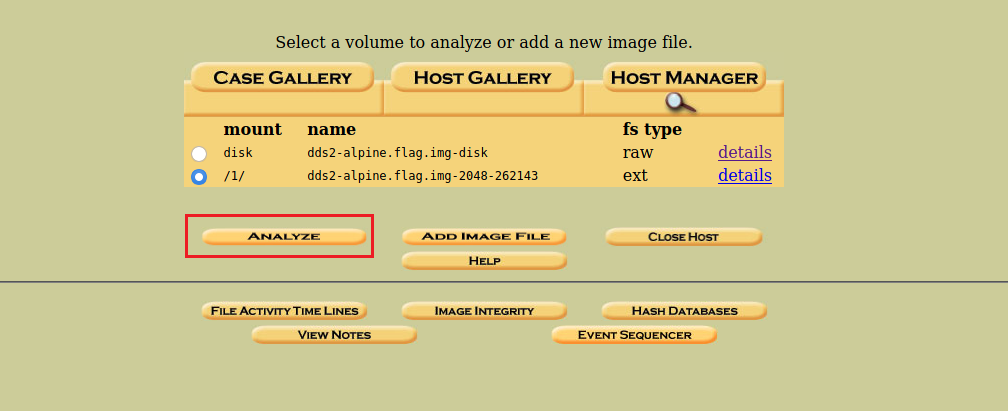 Select a volume to analyze or add a new image file.
CASE GALLERY HOST GALLERY HOST MANAGER
mount name fs type
disk dds2-alpine.flag.img-disk raw details
/1/ dds2-alpine.flag.img-2048-262143 ext details
ANALYZE ADD IMAGE FILE CLOSE HOST
HELP
FILE ACTIVITY TIME LINES IMAGE INTEGRITY HASH DATABASES
VIEW NOTES EVENT SEQUENCER